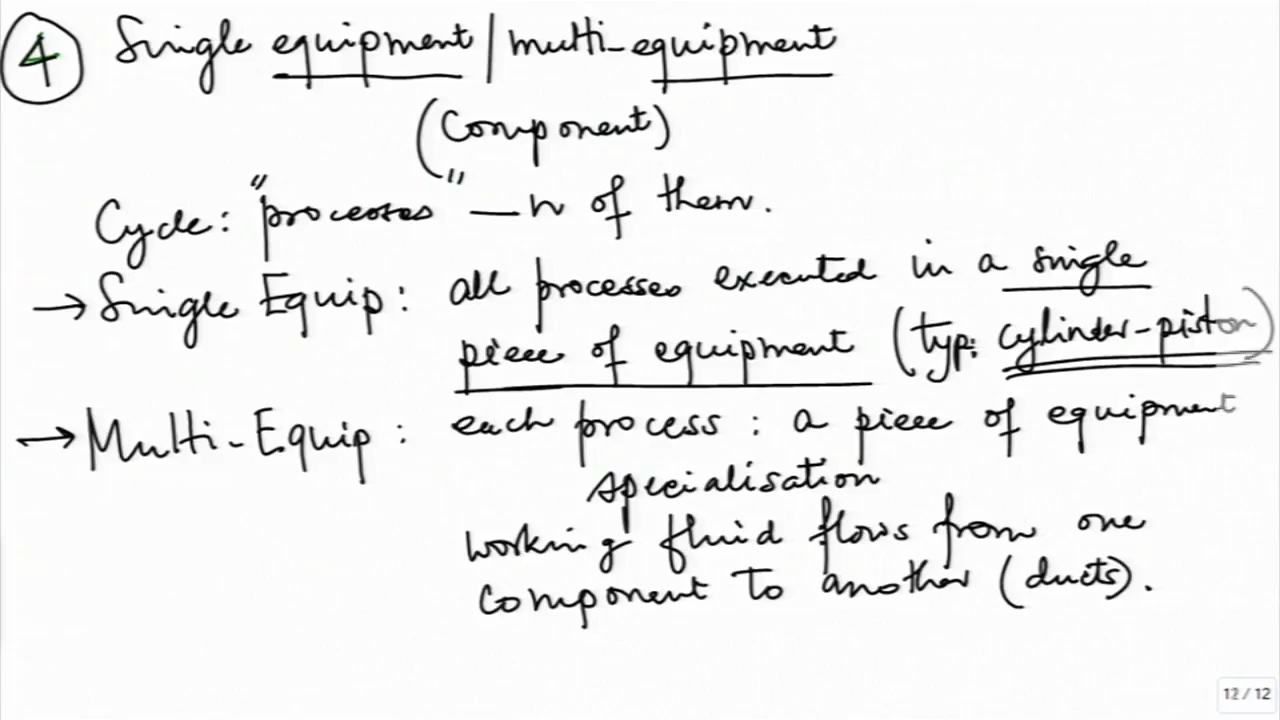 4 Single equipment / multi-equipment
(Component)
Cycle: "processes" — n of them.
→ Single Equip: all processes executed in a single
piece of equipment (typ: cylinder-piston)
→ Multi-Equip: each process: a piece of equipment
specialisation
working fluid flows from one
component to another (ducts).
12 / 12